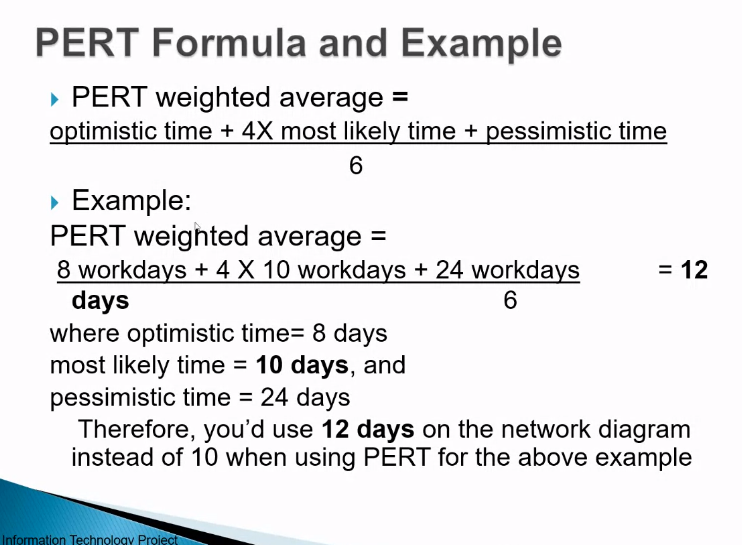 PERT Formula and Example
PERT weighted average =
optimistic time + 4X most likely time + pessimistic time
6
Example:
PERT weighted average =
8 workdays + 4 X 10 workdays + 24 workdays = 12
days 6
where optimistic time= 8 days
most likely time = 10 days, and
pessimistic time = 24 days
Therefore, you’d use 12 days on the network diagram
instead of 10 when using PERT for the above example
Information Technology Project